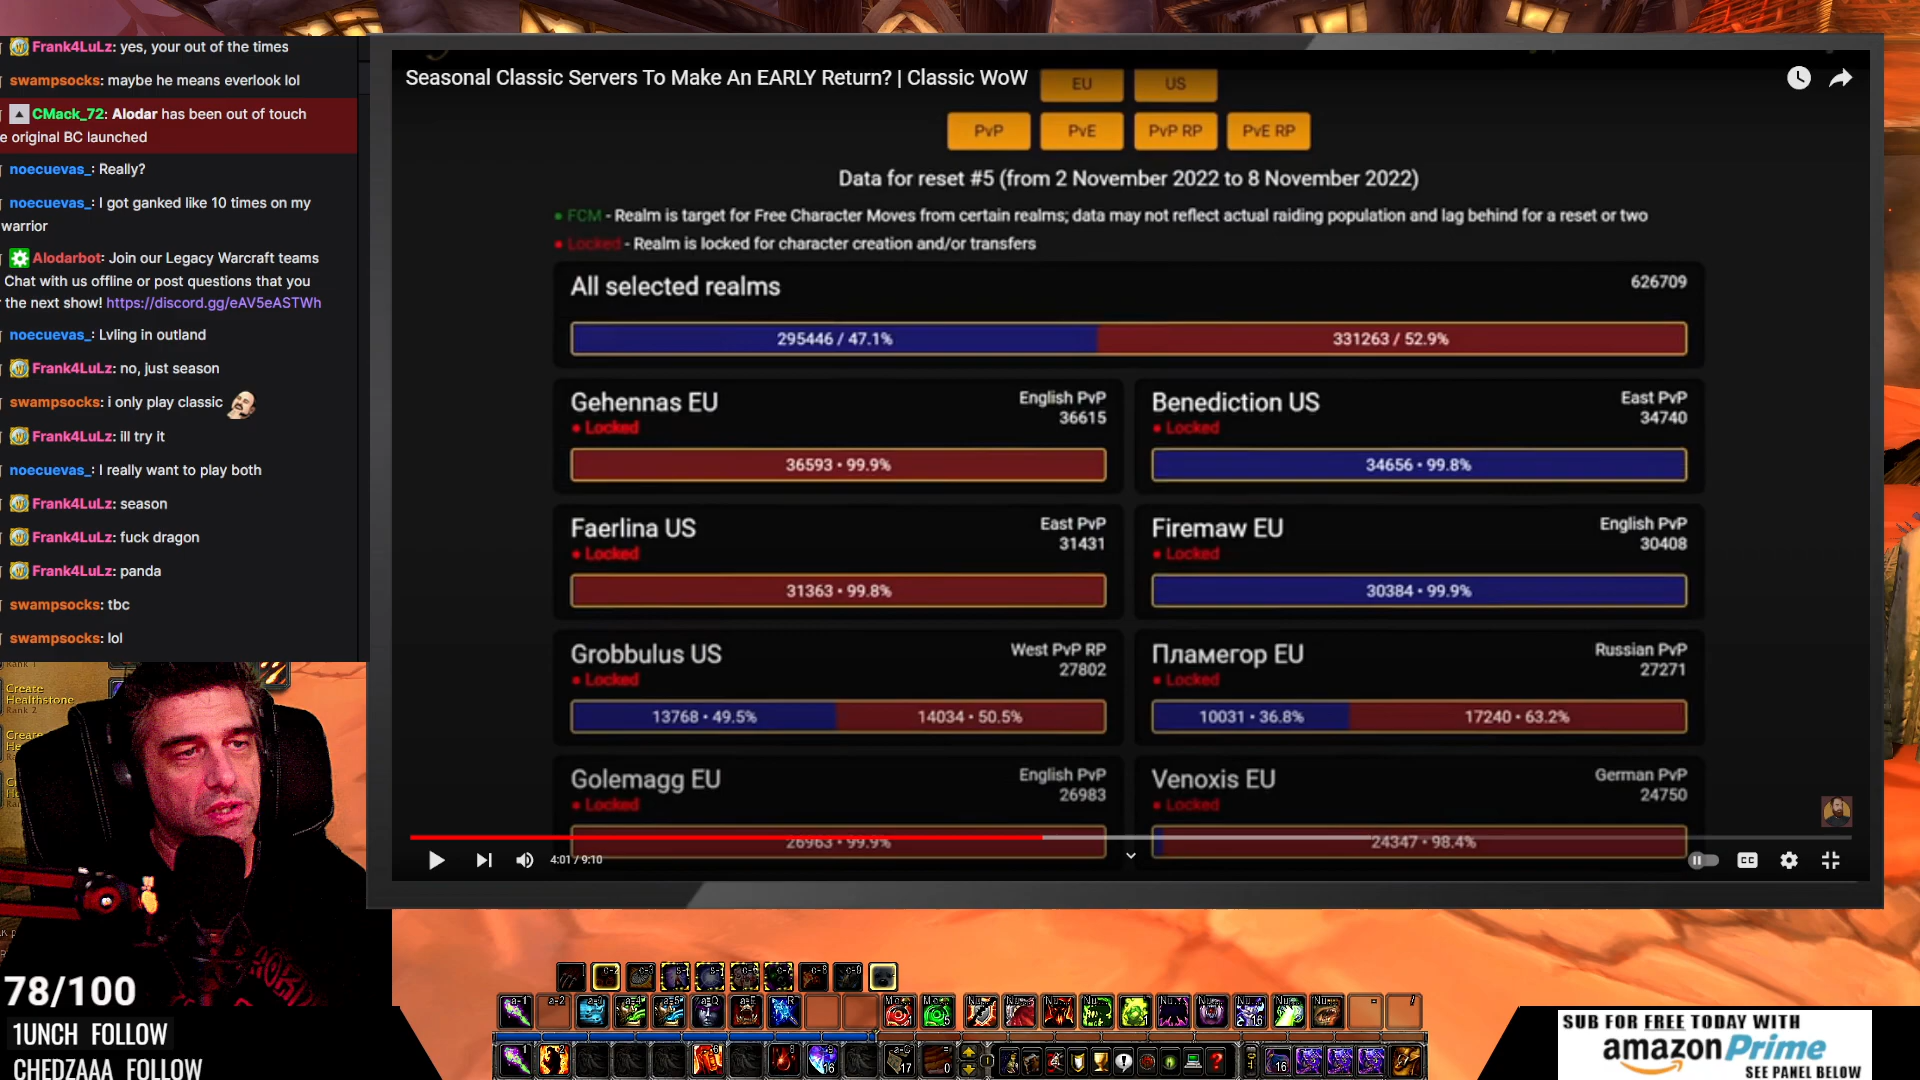 Frank4LuLz: yes, your out of the times
swampsocks: maybe he means everlook lol
CMack_72: Alodar has been out of touch
e original BC launched
noecuevas_: Really?
noecuevas_: I got ganked like 10 times on my
warrior
Alodarbot: Join our Legacy Warcraft teams
Chat with us offline or post questions that you
the next show! https://discord.gg/eAV5eASTWh
noecuevas_: Lvling in outland
Frank4LuLz: no, just season
swampsocks: i only play classic
Frank4LuLz: ill try it
noecuevas_: I really want to play both
Frank4LuLz: season
Frank4LuLz: fuck dragon
Frank4LuLz: panda
swampsocks: tbc
swampsocks: lol
Create
Healthstone
Rank 2
78/100
1UNCH FOLLOW
CHEDZAAA FOLLOW
Seasonal Classic Servers To Make An EARLY Return? | Classic WoW
EU US
PvP PvE PvP RP PvE RP
Data for reset #5 (from 2 November 2022 to 8 November 2022)
• FCM - Realm is target for Free Character Moves from certain realms; data may not reflect actual raiding population and lag behind for a reset or two
• Locked - Realm is locked for character creation and/or transfers
All selected realms 626709
295446 / 47.1% 331263 / 52.9%
Gehennas EU English PvP
• Locked 36615
36593 • 99.9%
Benediction US East PvP
• Locked 34740
34656 • 99.8%
Faerlina US East PvP
• Locked 31431
31363 • 99.8%
Firemaw EU English PvP
• Locked 30408
30384 • 99.9%
Grobbulus US West PvP RP
• Locked 27802
13768 • 49.5% 14034 • 50.5%
Пламегор EU Russian PvP
• Locked 27271
10031 • 36.8% 17240 • 63.2%
Golemagg EU English PvP
• Locked 26983
26963 • 99.9%
Venoxis EU German PvP
• Locked 24750
24347 • 98.4%
4:01 / 9:10
CC
SUB FOR FREE TODAY WITH
amazonPrime
SEE PANEL BELOW